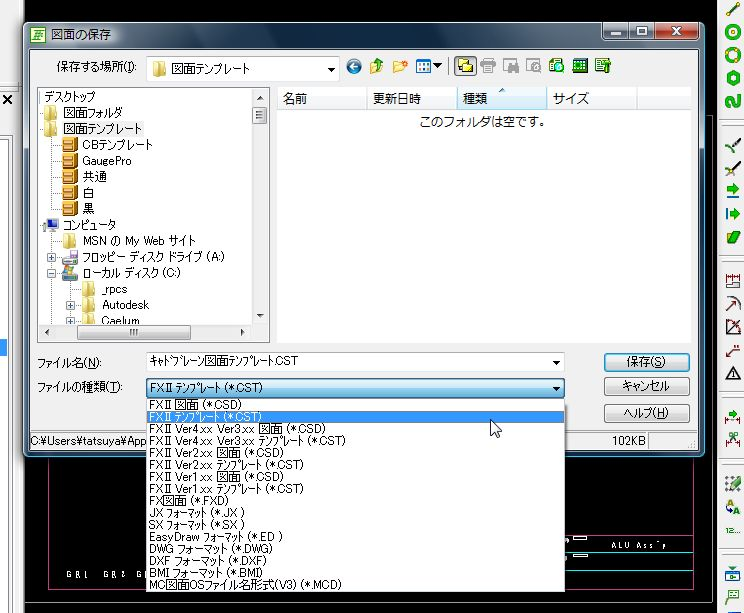 図面の保存
保存する場所(I):
図面テンプレート
デスクトップ
図面フォルダ
図面テンプレート
CBテンプレート
GaugePro
共通
白
黒
コンピュータ
MSN の My Web サイト
フロッピー ディスク ドライブ (A:)
ローカル ディスク (C:)
_rpcs
Autodesk
Caelum
名前 更新日時 種類 サイズ
このフォルダは空です。
ファイル名(N):
ｷｬﾄﾞﾌﾟﾚｰﾝ図面ﾃﾝﾌﾟﾚｰﾄ.CST
保存(S)
ファイルの種類(T):
FXⅡ ﾃﾝﾌﾟﾚｰﾄ (*.CST)
キャンセル
ヘルプ(H)
C:¥Users¥tatsuya¥App
102KB
FXⅡ 図面 (*.CSD)
FXⅡ ﾃﾝﾌﾟﾚｰﾄ (*.CST)
FXⅡ Ver4.xx Ver3.xx 図面 (*.CSD)
FXⅡ Ver4.xx Ver3.xx ﾃﾝﾌﾟﾚｰﾄ (*.CST)
FXⅡ Ver2.xx 図面 (*.CSD)
FXⅡ Ver2.xx ﾃﾝﾌﾟﾚｰﾄ (*.CST)
FXⅡ Ver1.xx 図面 (*.CSD)
FXⅡ Ver1.xx ﾃﾝﾌﾟﾚｰﾄ (*.CST)
FX図面 (*.FXD)
JX ﾌｫｰﾏｯﾄ (*.JX )
SX ﾌｫｰﾏｯﾄ (*.SX )
EasyDraw ﾌｫｰﾏｯﾄ (*.ED )
DWG ﾌｫｰﾏｯﾄ (*.DWG)
DXF ﾌｫｰﾏｯﾄ (*.DXF)
BMI ﾌｫｰﾏｯﾄ (*.BMI)
MC図面OSファイル名形式(V3) (*.MCD)
ALU Ass'y